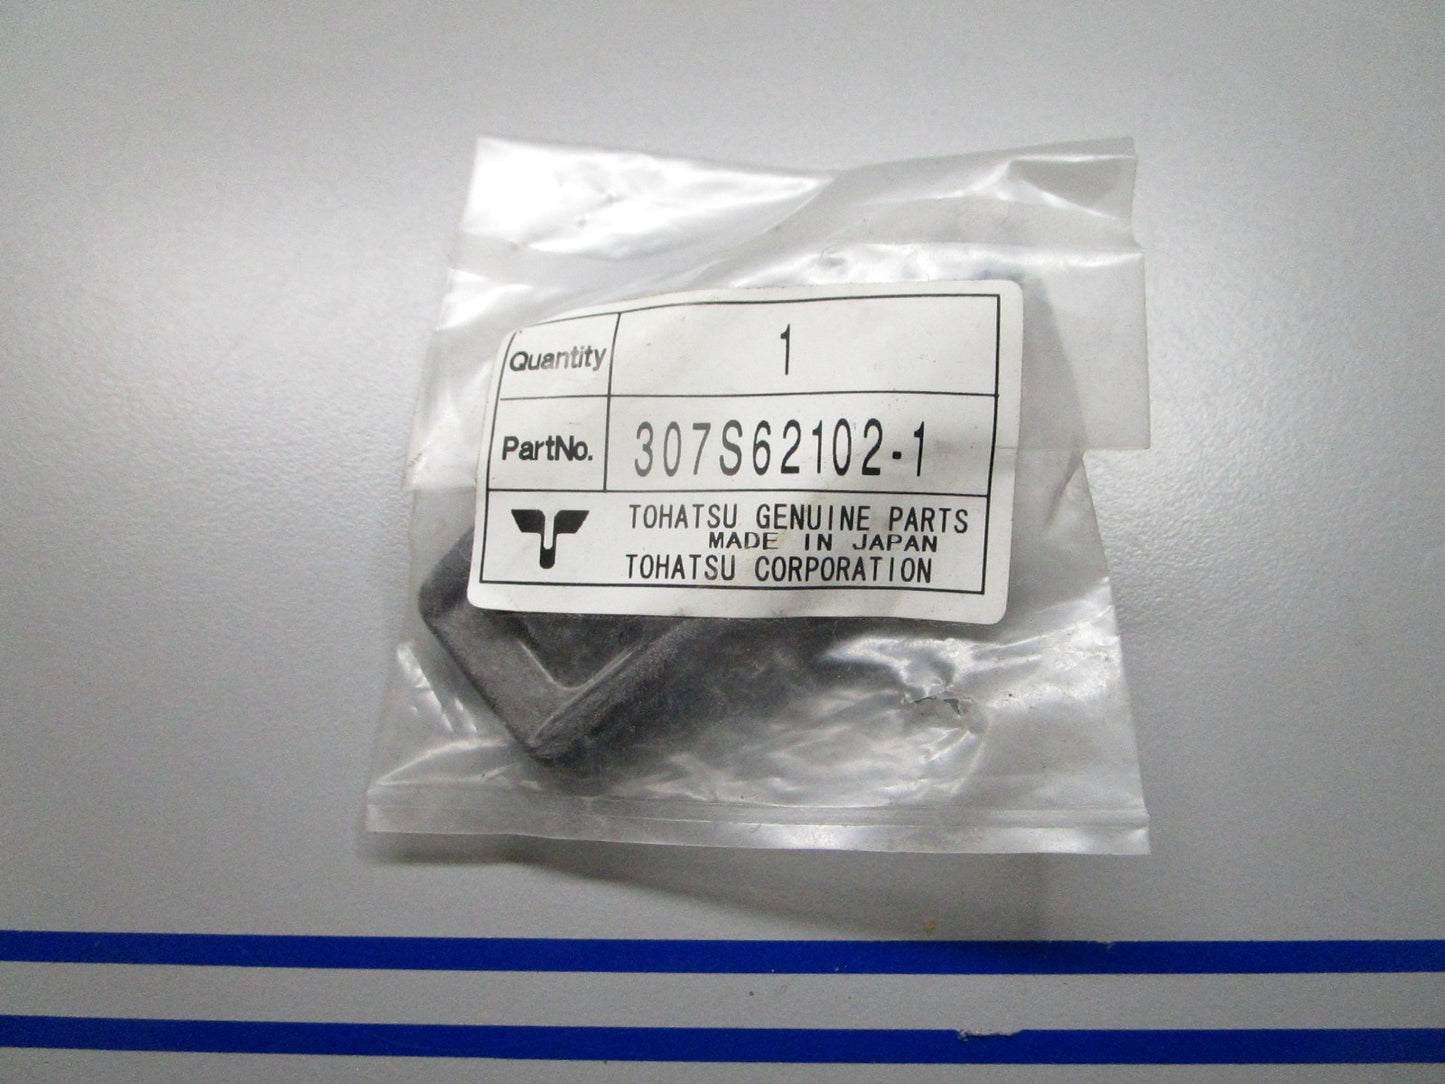 Quantity 1
PartNo. 307S62102-1
TOHATSU GENUINE PARTS
MADE IN JAPAN
TOHATSU CORPORATION